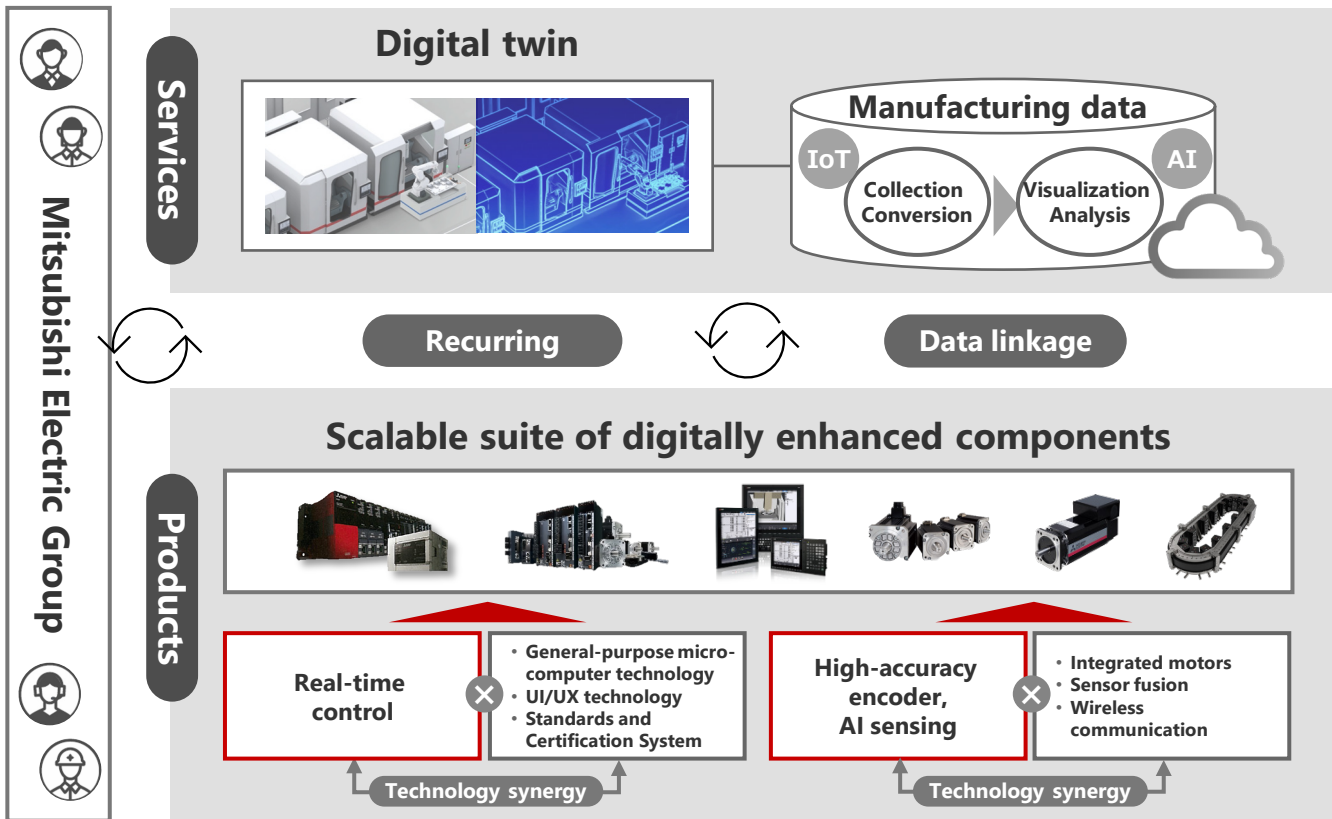 Mitsubishi Electric Group
Services
Digital twin
Manufacturing data
IoT
AI
Collection
Conversion
Visualization
Analysis
Recurring
Data linkage
Products
Scalable suite of digitally enhanced components
Real-time
control
• General-purpose micro-
computer technology
• UI/UX technology
• Standards and
Certification System
Technology synergy
High-accuracy
encoder,
AI sensing
• Integrated motors
• Sensor fusion
• Wireless
communication
Technology synergy